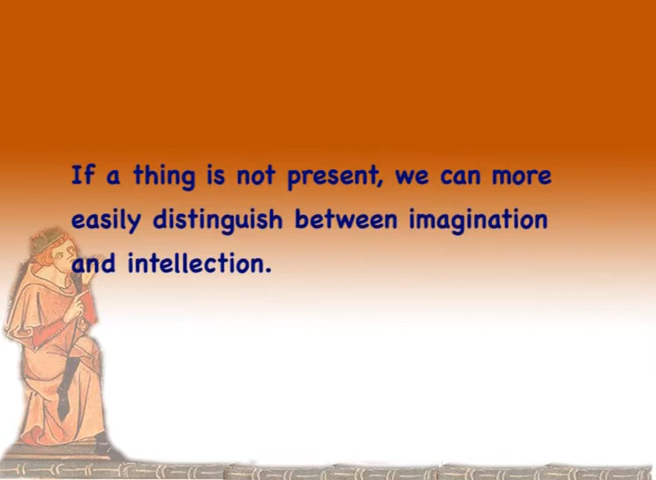 If a thing is not present, we can more
easily distinguish between imagination
and intellection.